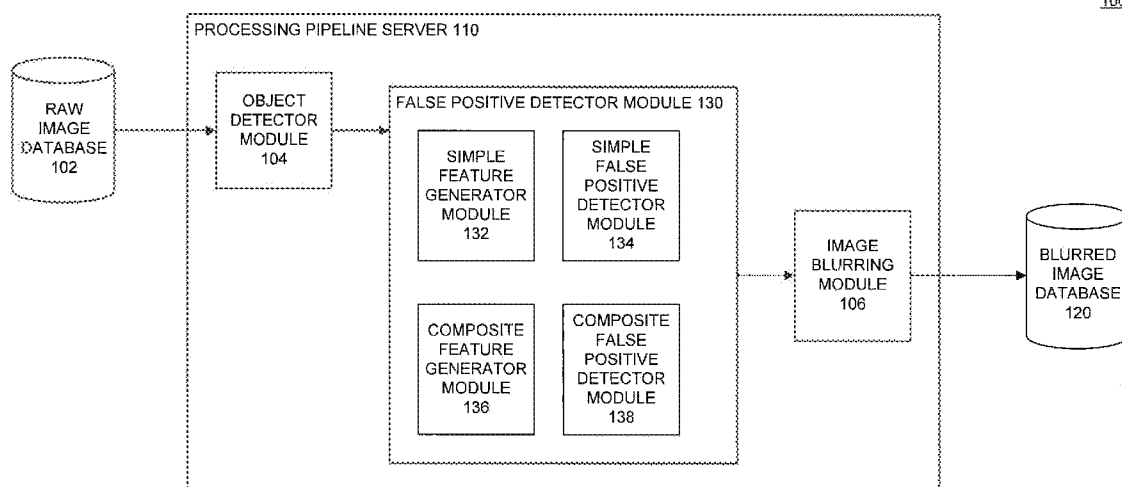 100
PROCESSING PIPELINE SERVER 110
RAW
IMAGE
DATABASE
102
OBJECT
DETECTOR
MODULE
104
FALSE POSITIVE DETECTOR MODULE 130
SIMPLE
FEATURE
GENERATOR
MODULE
132
SIMPLE
FALSE
POSITIVE
DETECTOR
MODULE
134
COMPOSITE
FEATURE
GENERATOR
MODULE
136
COMPOSITE
FALSE
POSITIVE
DETECTOR
MODULE
138
IMAGE
BLURRING
MODULE
106
BLURRED
IMAGE
DATABASE
120